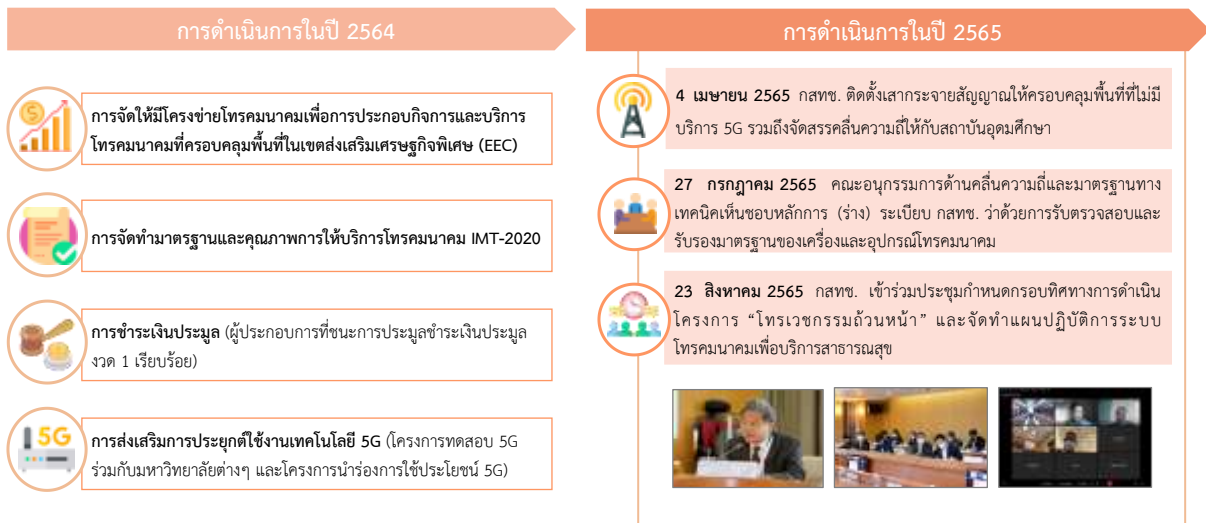 การดำเนินการในปี 2564
การจัดให้มีโครงข่ายโทรคมนาคมเพื่อการประกอบกิจการและบริการ
โทรคมนาคมที่ครอบคลุมพื้นที่ในเขตส่งเสริมเศรษฐกิจพิเศษ (EEC)
การจัดทำมาตรฐานและคุณภาพการให้บริการโทรคมนาคม IMT-2020
การชำระเงินประมูล (ผู้ประกอบการที่ชนะการประมูลชำระเงินประมูล
งวด 1 เรียบร้อย)
5G
การส่งเสริมการประยุกต์ใช้งานเทคโนโลยี 5G (โครงการทดสอบ 5G
ร่วมกับมหาวิทยาลัยต่างๆ และโครงการนำร่องการใช้ประโยชน์ 5G)
การดำเนินการในปี 2565
4 เมษายน 2565 กสทช. ติดตั้งเสากระจายสัญญาณให้ครอบคลุมพื้นที่ที่ไม่มี
บริการ 5G รวมถึงจัดสรรคลื่นความถี่ให้กับสถาบันอุดมศึกษา
27 กรกฎาคม 2565 คณะอนุกรรมการด้านคลื่นความถี่และมาตรฐานทาง
เทคนิคเห็นชอบหลักการ (ร่าง) ระเบียบ กสทช. ว่าด้วยการรับตรวจสอบและ
รับรองมาตรฐานของเครื่องและอุปกรณ์โทรคมนาคม
23 สิงหาคม 2565 กสทช. เข้าร่วมประชุมกำหนดกรอบทิศทางการดำเนิน
โครงการ “โทรเวชกรรมถ้วนหน้า” และจัดทำแผนปฏิบัติการระบบ
โทรคมนาคมเพื่อบริการสาธารณสุข